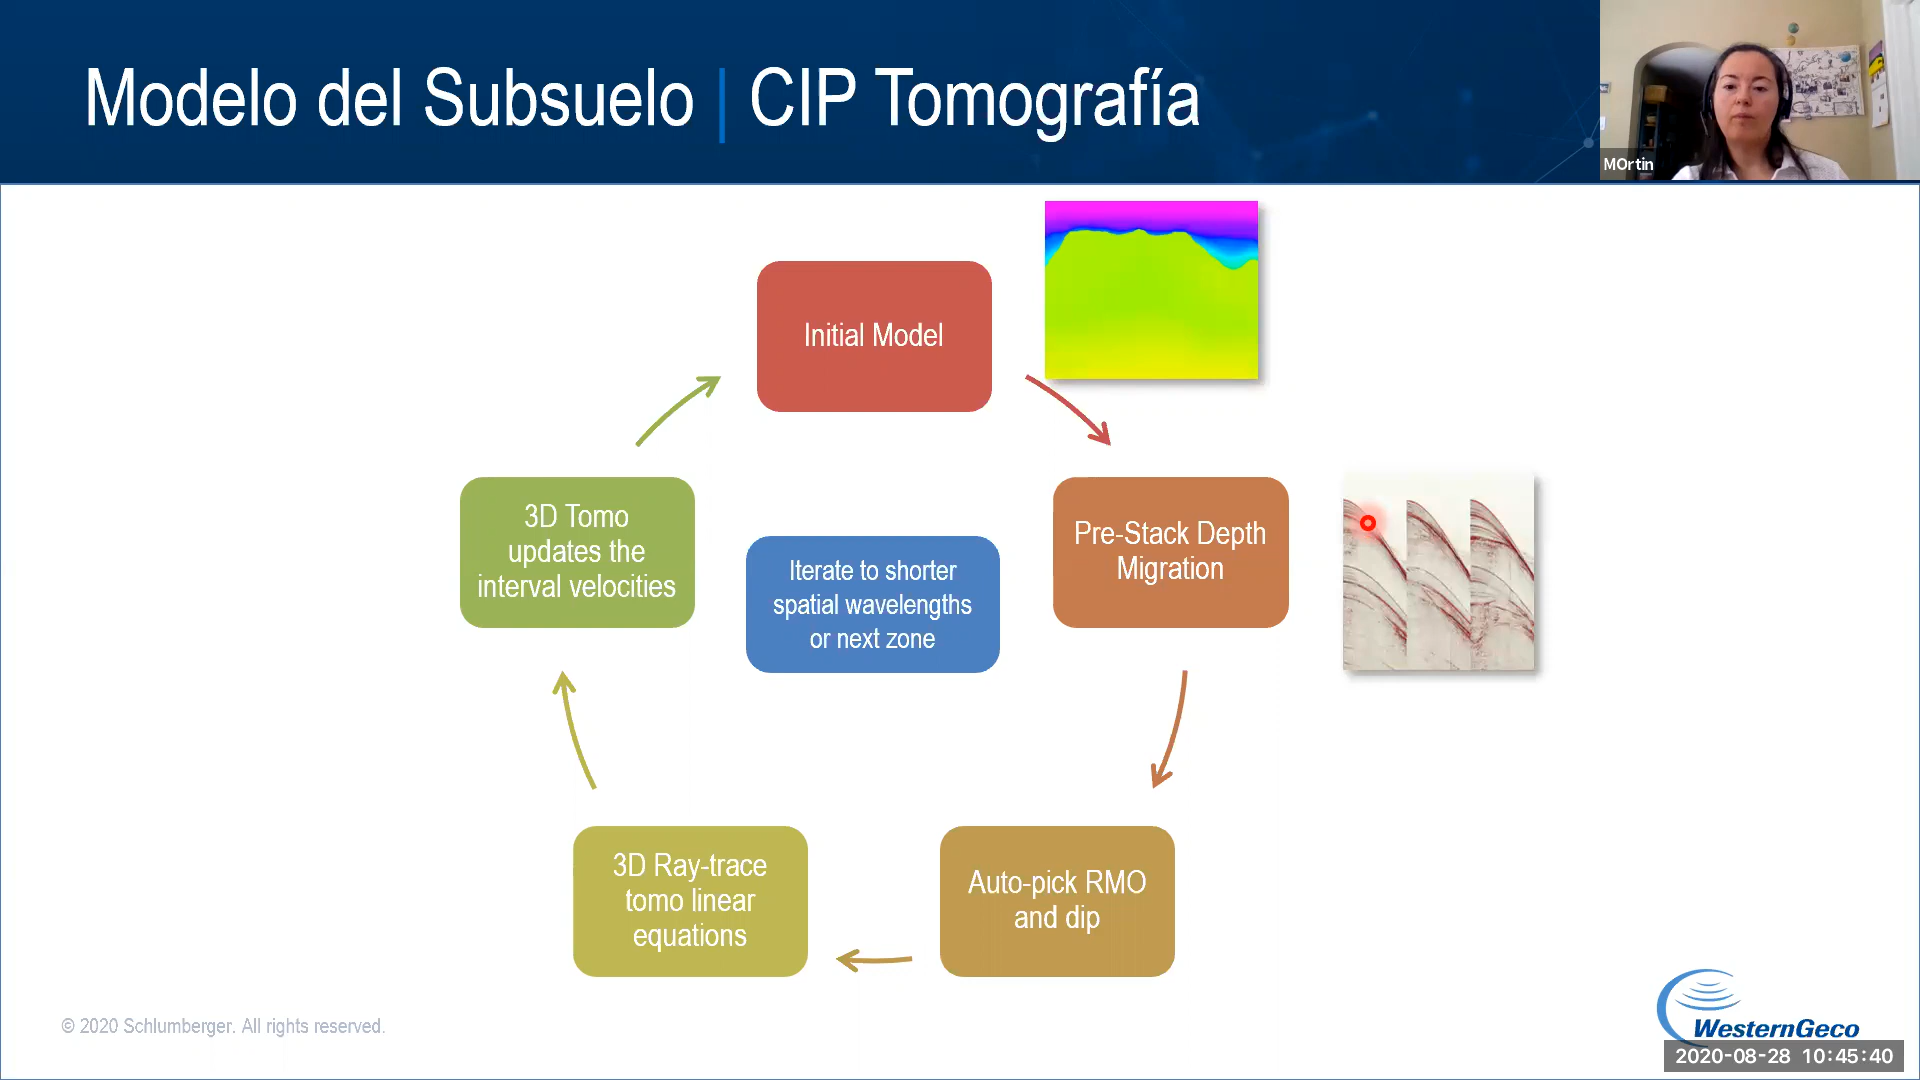 Modelo del Subsuelo | CIP Tomografía
MOrtin
Initial Model
Pre-Stack Depth
Migration
Auto-pick RMO
and dip
3D Ray-trace
tomo linear
equations
3D Tomo
updates the
interval velocities
Iterate to shorter
spatial wavelengths
or next zone
© 2020 Schlumberger. All rights reserved.
WesternGeco
2020-08-28 10:45:40